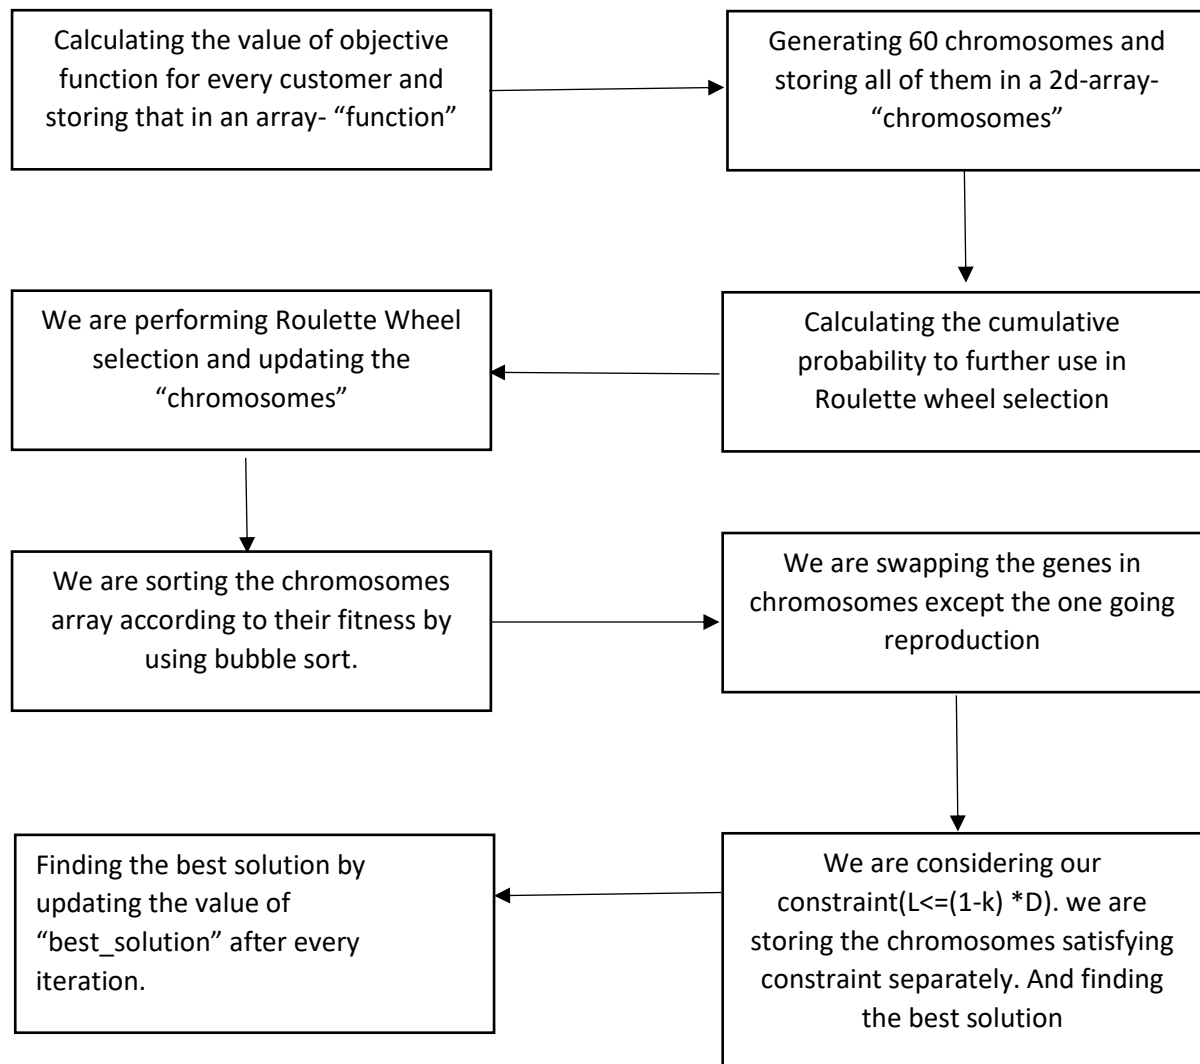 Calculating the value of objective
function for every customer and
storing that in an array- “function”
Generating 60 chromosomes and
storing all of them in a 2d-array-
“chromosomes”
Calculating the cumulative
probability to further use in
Roulette wheel selection
We are performing Roulette Wheel
selection and updating the
“chromosomes”
We are sorting the chromosomes
array according to their fitness by
using bubble sort.
We are swapping the genes in
chromosomes except the one going
reproduction
We are considering our
constraint(L<=(1-k) *D). we are
storing the chromosomes satisfying
constraint separately. And finding
the best solution
Finding the best solution by
updating the value of
“best_solution” after every
iteration.